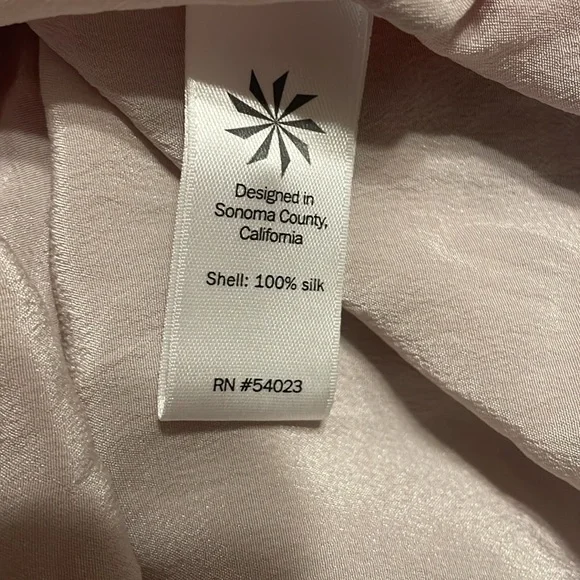 Designed in
Sonoma County,
California
Shell: 100% silk
RN #54023